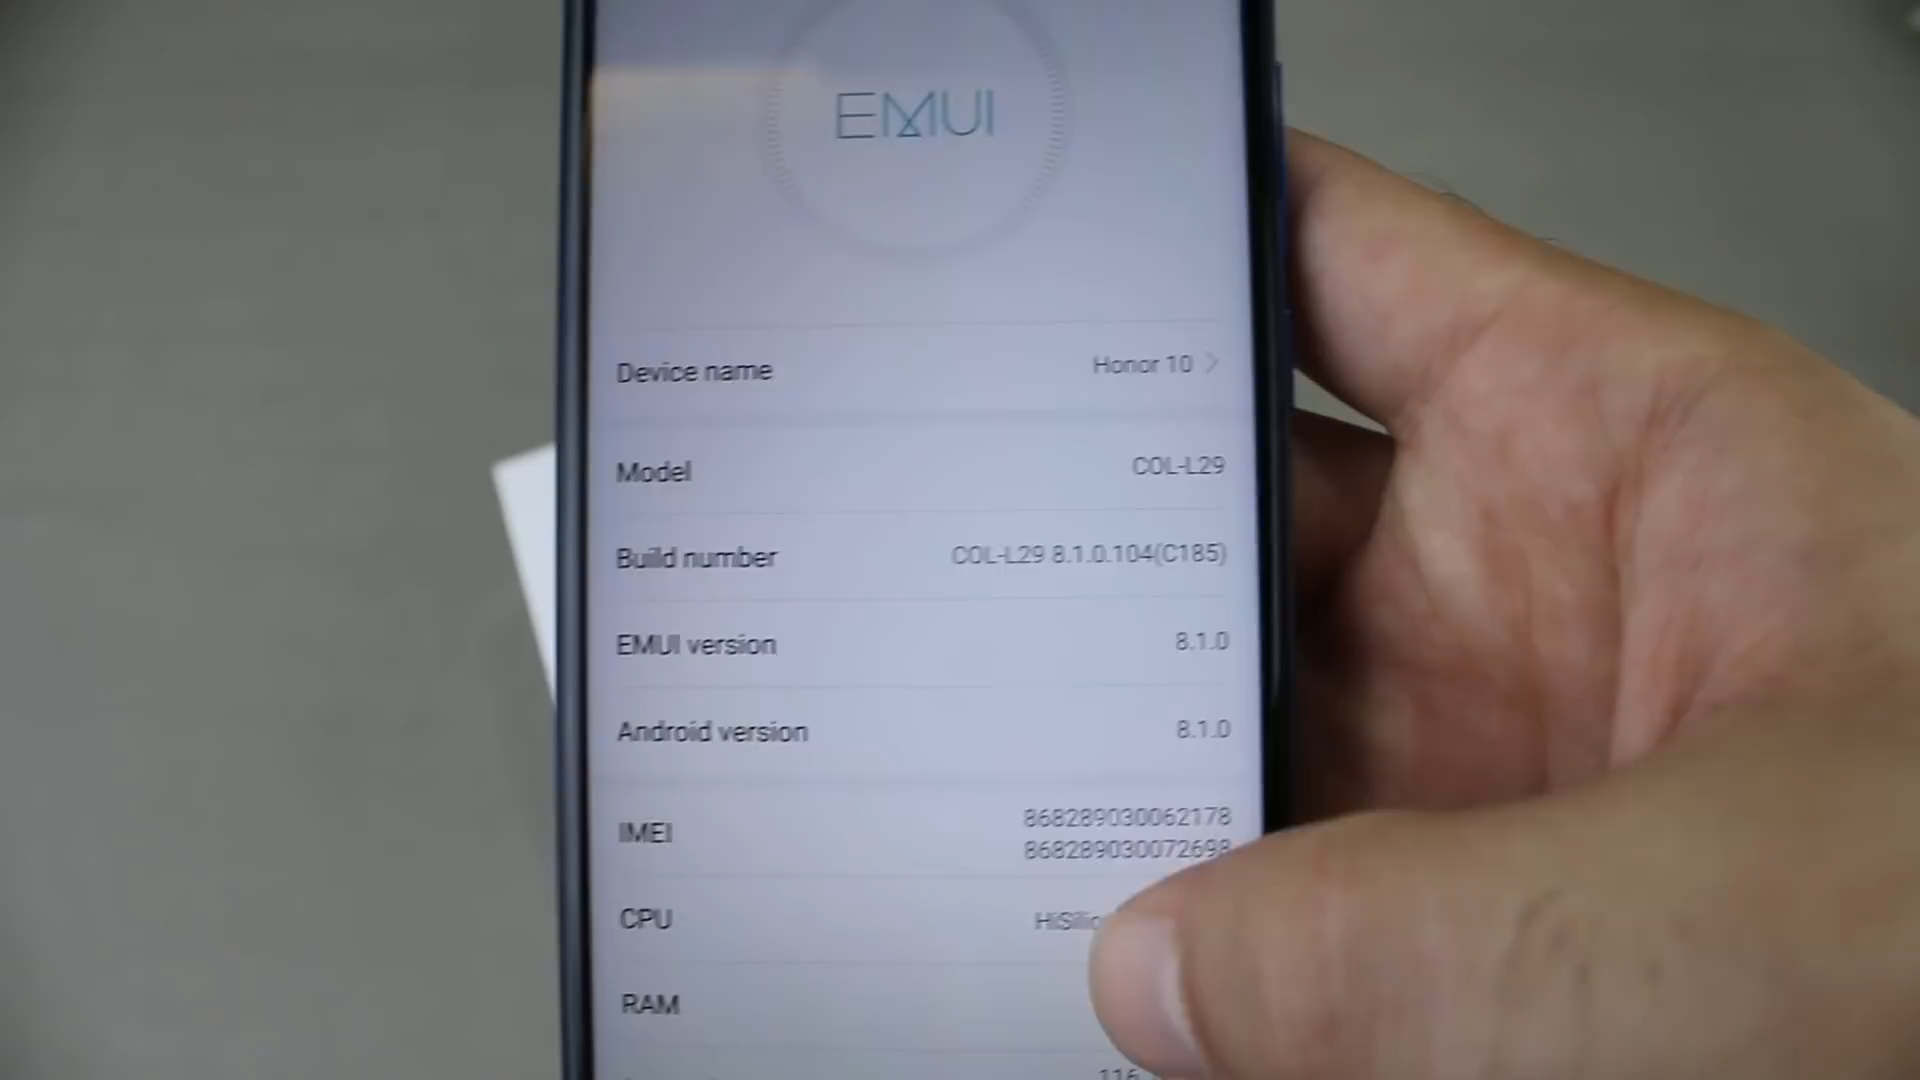 EMUI
Device name Honor 10
Model COL-L29
Build number COL-L29 8.1.0.104(C185)
EMUI version 8.1.0
Android version 8.1.0
IMEI 868289030062178
868289030072698
CPU
RAM
116